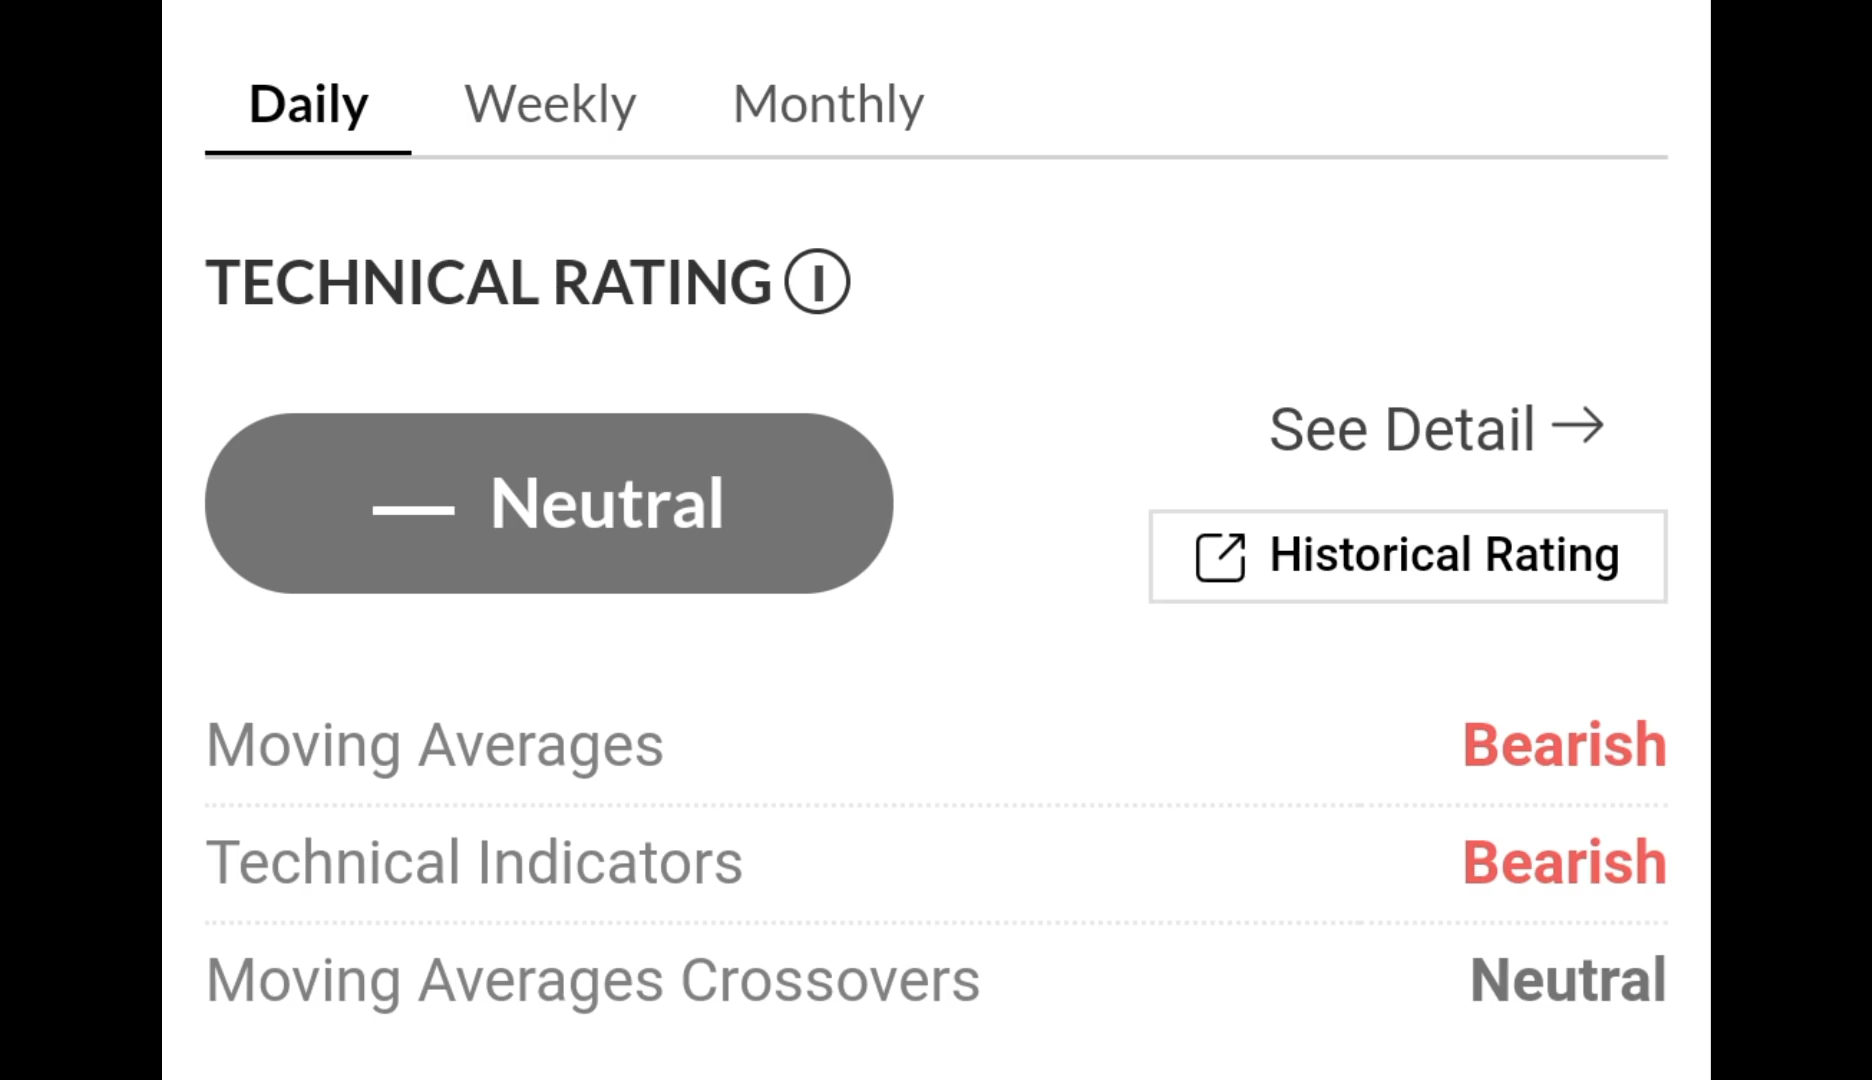 Daily Weekly Monthly
TECHNICAL RATING I
— Neutral
See Detail →
Historical Rating
Moving Averages Bearish
Technical Indicators Bearish
Moving Averages Crossovers Neutral